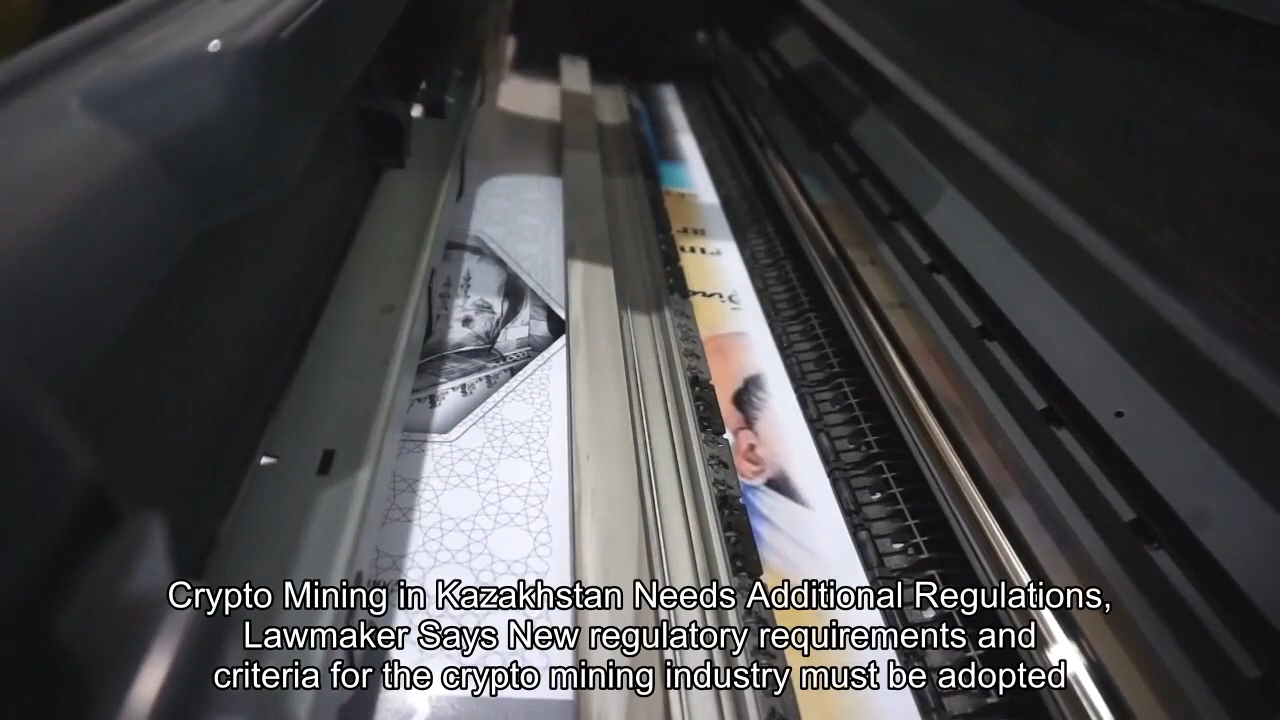 Crypto Mining in Kazakhstan Needs Additional Regulations,
Lawmaker Says New regulatory requirements and
criteria for the crypto mining industry must be adopted